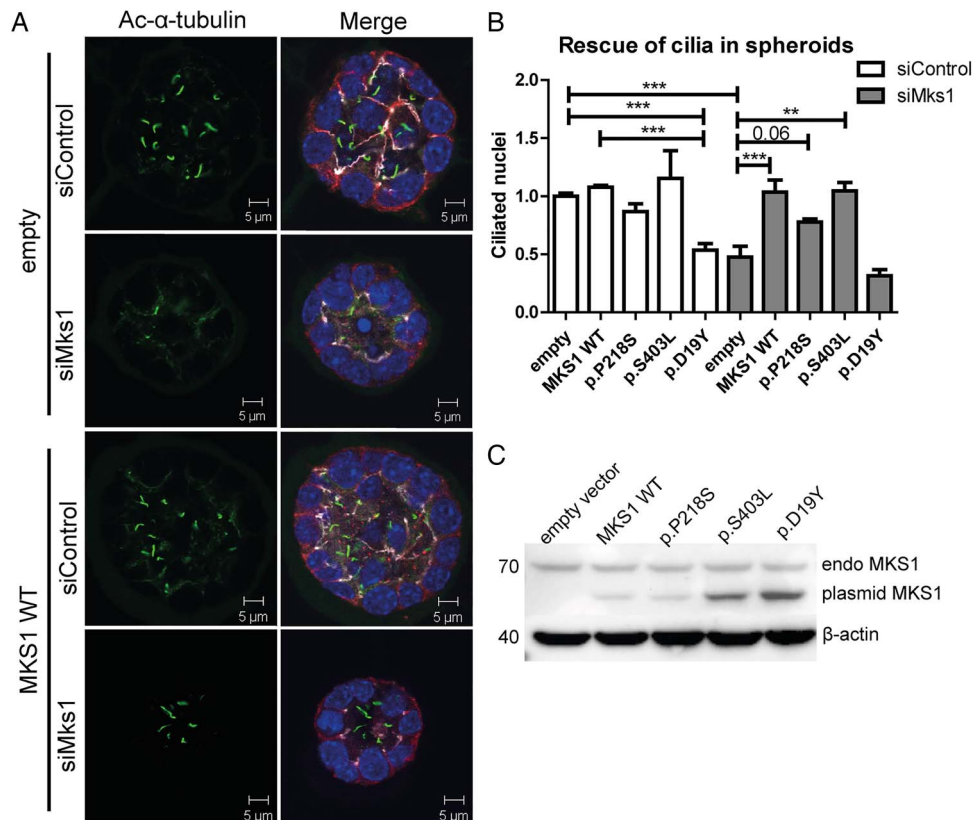 A
Ac-α-tubulin
Merge
empty
siControl
5 µm
5 µm
siMks1
5 µm
5 µm
MKS1 WT
siControl
5 µm
5 µm
siMks1
5 µm
5 µm
B
Rescue of cilia in spheroids
siControl
siMks1
Ciliated nuclei
2.0
1.5
1.0
0.5
0.0
***
***
**
***
0.06
***
empty
MKS1 WT
p.P218S
p.S403L
p.D19Y
empty
MKS1 WT
p.P218S
p.S403L
p.D19Y
C
empty vector
MKS1 WT
p.P218S
p.S403L
p.D19Y
70
endo MKS1
plasmid MKS1
40
β-actin